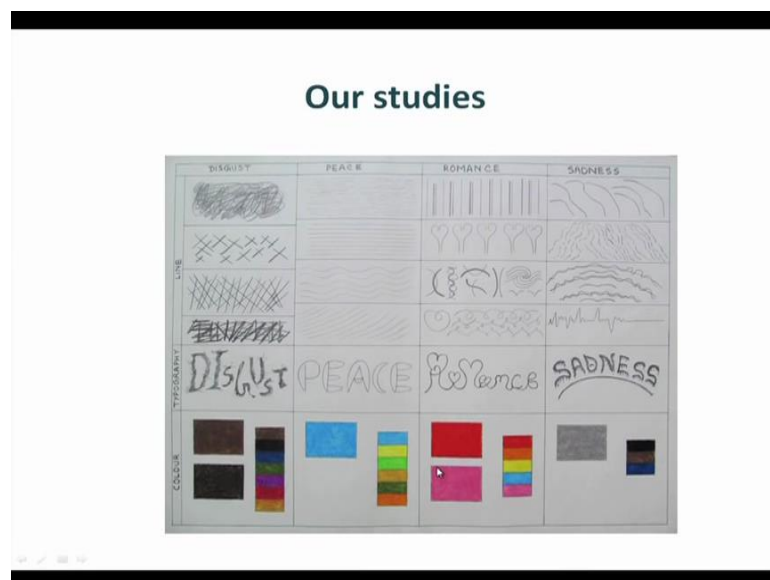 Our studies
DISGUST PEACE ROMANCE SADNESS
LINE
TYPOGRAPHY
DISGUST PEACE ROMANCE SADNESS
COLOUR